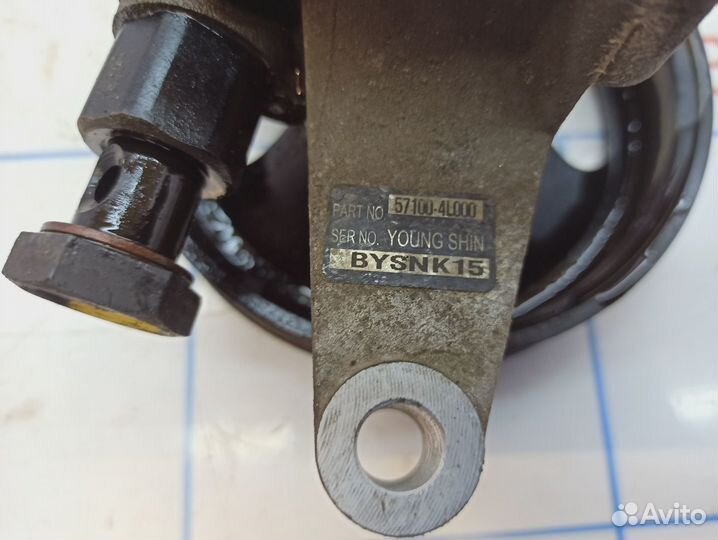 PART NO 57100-4L000
SER NO. YOUNG SHIN
BYSNK15
Avito